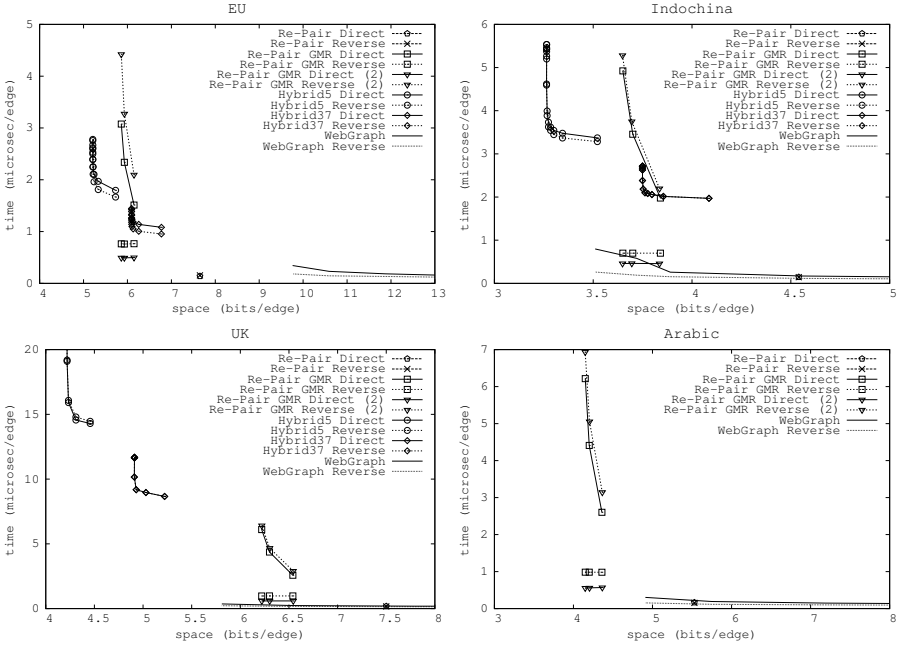 EU
5
4
3
2
1
0
time (microsec/edge)
4 5 6 7 8 9 10 11 12 13
space (bits/edge)
Re-Pair Direct
Re-Pair Reverse
Re-Pair GMR Direct
Re-Pair GMR Reverse
Re-Pair GMR Direct (2)
Re-Pair GMR Reverse (2)
Hybrid5 Direct
Hybrid5 Reverse
Hybrid37 Direct
Hybrid37 Reverse
WebGraph
WebGraph Reverse
Indochina
6
5
4
3
2
1
0
time (microsec/edge)
3 3.5 4 4.5 5
space (bits/edge)
Re-Pair Direct
Re-Pair Reverse
Re-Pair GMR Direct
Re-Pair GMR Reverse
Re-Pair GMR Direct (2)
Re-Pair GMR Reverse (2)
Hybrid5 Direct
Hybrid5 Reverse
Hybrid37 Direct
Hybrid37 Reverse
WebGraph
WebGraph Reverse
UK
20
15
10
5
0
time (microsec/edge)
4 4.5 5 5.5 6 6.5 7 7.5 8
space (bits/edge)
Re-Pair Direct
Re-Pair Reverse
Re-Pair GMR Direct
Re-Pair GMR Reverse
Re-Pair GMR Direct (2)
Re-Pair GMR Reverse (2)
Hybrid5 Direct
Hybrid5 Reverse
Hybrid37 Direct
Hybrid37 Reverse
WebGraph
WebGraph Reverse
Arabic
7
6
5
4
3
2
1
0
time (microsec/edge)
3 4 5 6 7 8
space (bits/edge)
Re-Pair Direct
Re-Pair Reverse
Re-Pair GMR Direct
Re-Pair GMR Reverse
Re-Pair GMR Direct (2)
Re-Pair GMR Reverse (2)
WebGraph
WebGraph Reverse